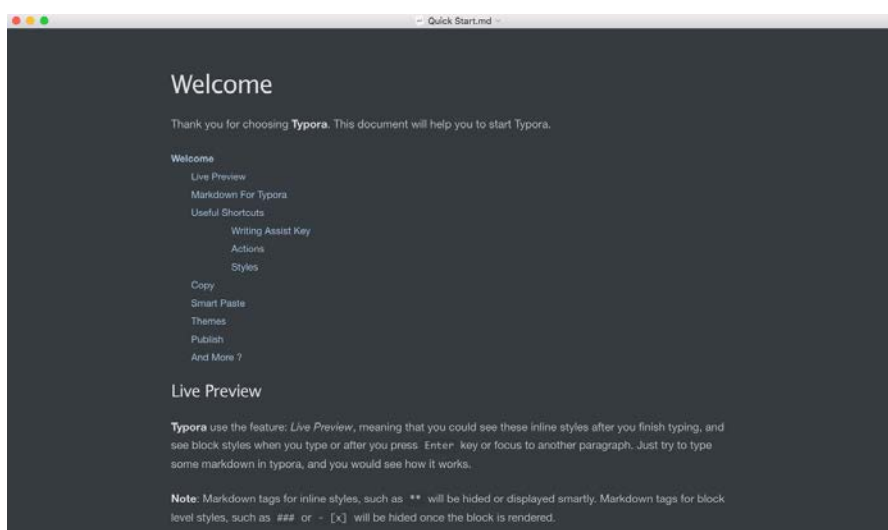 Quick Start.md
Welcome
Thank you for choosing Typora. This document will help you to start Typora.
Welcome
Live Preview
Markdown For Typora
Useful Shortcuts
Writing Assist Key
Actions
Styles
Copy
Smart Paste
Themes
Publish
And More ?
Live Preview
Typora use the feature: Live Preview, meaning that you could see these inline styles after you finish typing, and
see block styles when you type or after you press Enter key or focus to another paragraph. Just try to type
some markdown in typora, and you would see how it works.
Note: Markdown tags for inline styles, such as ** will be hided or displayed smartly. Markdown tags for block
level styles, such as ### or - [x] will be hided once the block is rendered.